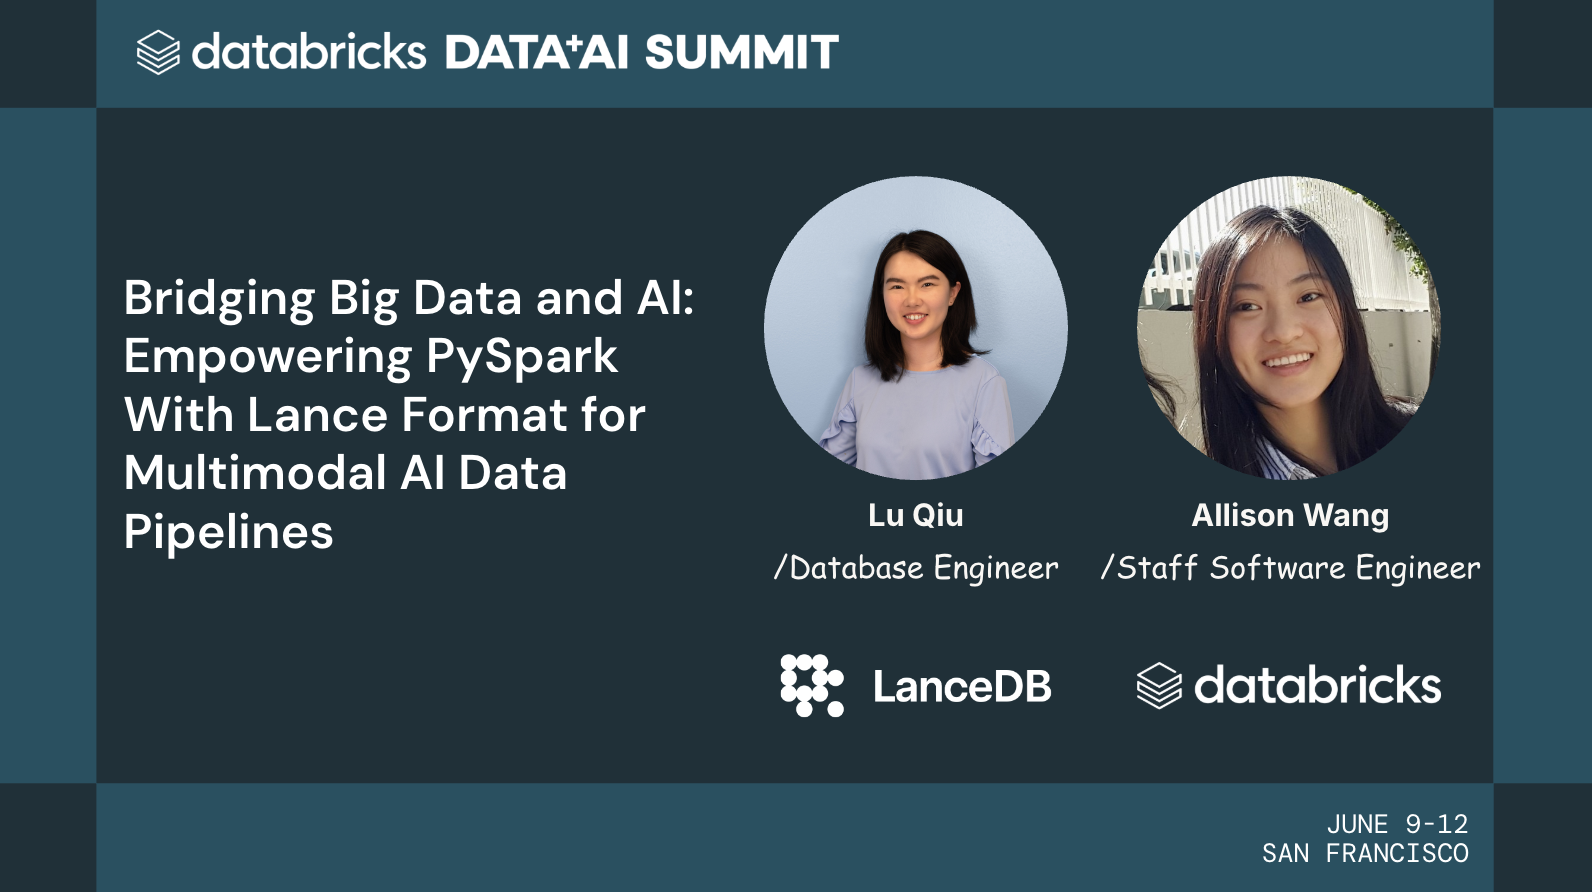 databricks DATA+AI SUMMIT
Bridging Big Data and AI:
Empowering PySpark
With Lance Format for
Multimodal AI Data
Pipelines
Lu Qiu
/Database Engineer
LanceDB
Allison Wang
/Staff Software Engineer
databricks
JUNE 9-12
SAN FRANCISCO